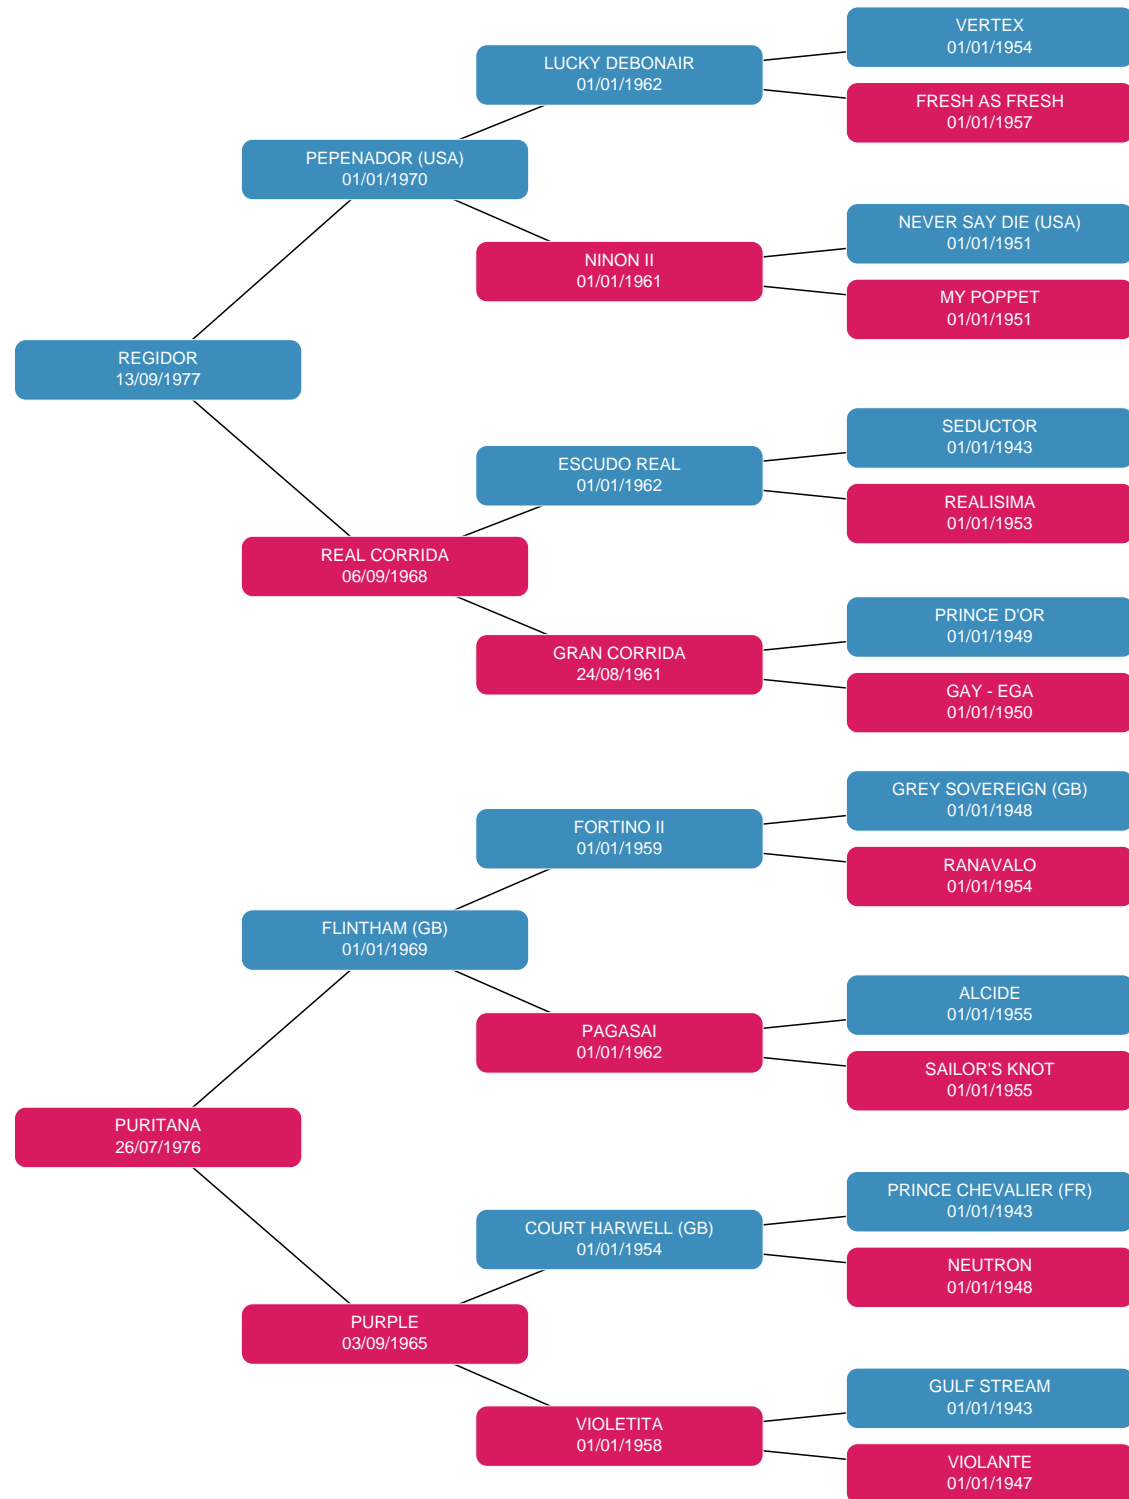 VERTEX
01/01/1954
LUCKY DEBONAIR
01/01/1962
FRESH AS FRESH
01/01/1957
PEPENADOR (USA)
01/01/1970
NEVER SAY DIE (USA)
01/01/1951
NINON II
01/01/1961
MY POPPET
01/01/1951
REGIDOR
13/09/1977
SEDUCTOR
01/01/1943
ESCUDO REAL
01/01/1962
REALISIMA
01/01/1953
REAL CORRIDA
06/09/1968
PRINCE D'OR
01/01/1949
GRAN CORRIDA
24/08/1961
GAY - EGA
01/01/1950
GREY SOVEREIGN (GB)
01/01/1948
FORTINO II
01/01/1959
RANAVALO
01/01/1954
FLINTHAM (GB)
01/01/1969
ALCIDE
01/01/1955
PAGASAI
01/01/1962
SAILOR'S KNOT
01/01/1955
PURITANA
26/07/1976
PRINCE CHEVALIER (FR)
01/01/1943
COURT HARWELL (GB)
01/01/1954
NEUTRON
01/01/1948
PURPLE
03/09/1965
GULF STREAM
01/01/1943
VIOLETITA
01/01/1958
VIOLANTE
01/01/1947